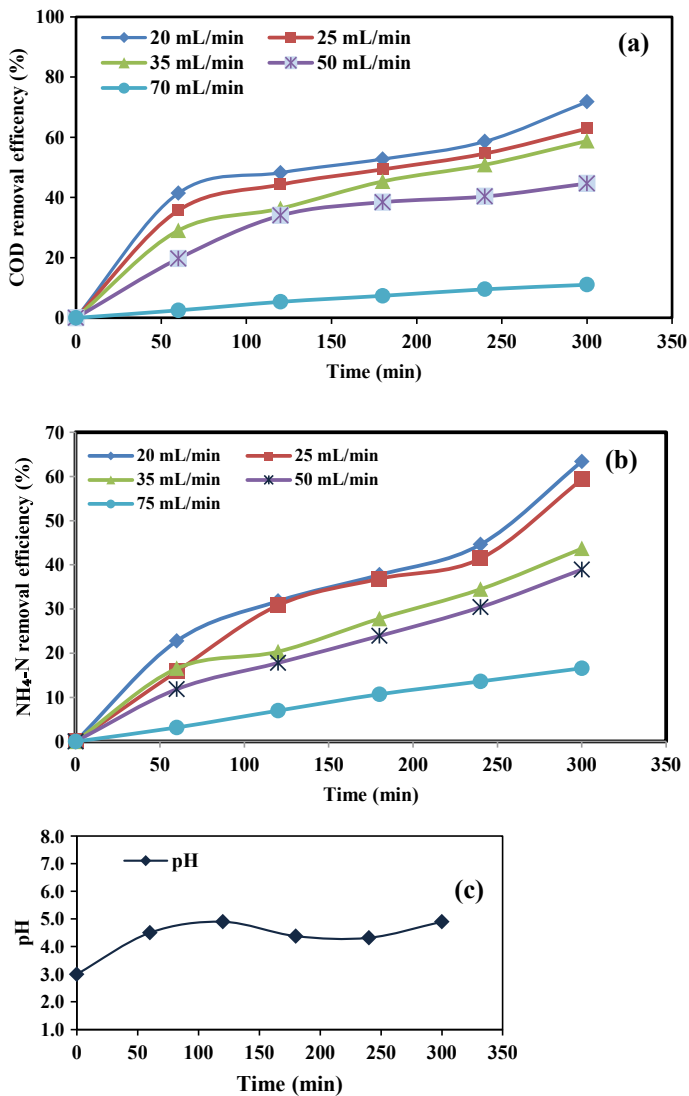 100
80
60
40
20
0
COD removal efficency (%)
20 mL/min
25 mL/min
35 mL/min
50 mL/min
70 mL/min
(a)
0 50 100 150 200 250 300 350
Time (min)
70
60
50
40
30
20
10
0
NH₄-N removal efficiency (%)
20 mL/min
25 mL/min
35 mL/min
50 mL/min
75 mL/min
(b)
0 50 100 150 200 250 300 350
Time (min)
8.0
7.0
6.0
5.0
4.0
3.0
2.0
1.0
pH
pH
(c)
0 50 100 150 200 250 300 350
Time (min)